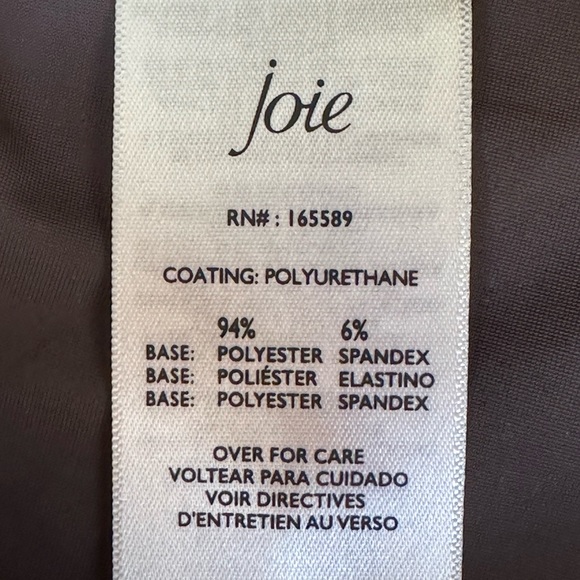 Joie
RN# : 165589
COATING: POLYURETHANE
94% 6%
BASE: POLYESTER SPANDEX
BASE: POLIÉSTER ELASTINO
BASE: POLYESTER SPANDEX
OVER FOR CARE
VOLTEAR PARA CUIDADO
VOIR DIRECTIVES
D'ENTRETIEN AU VERSO